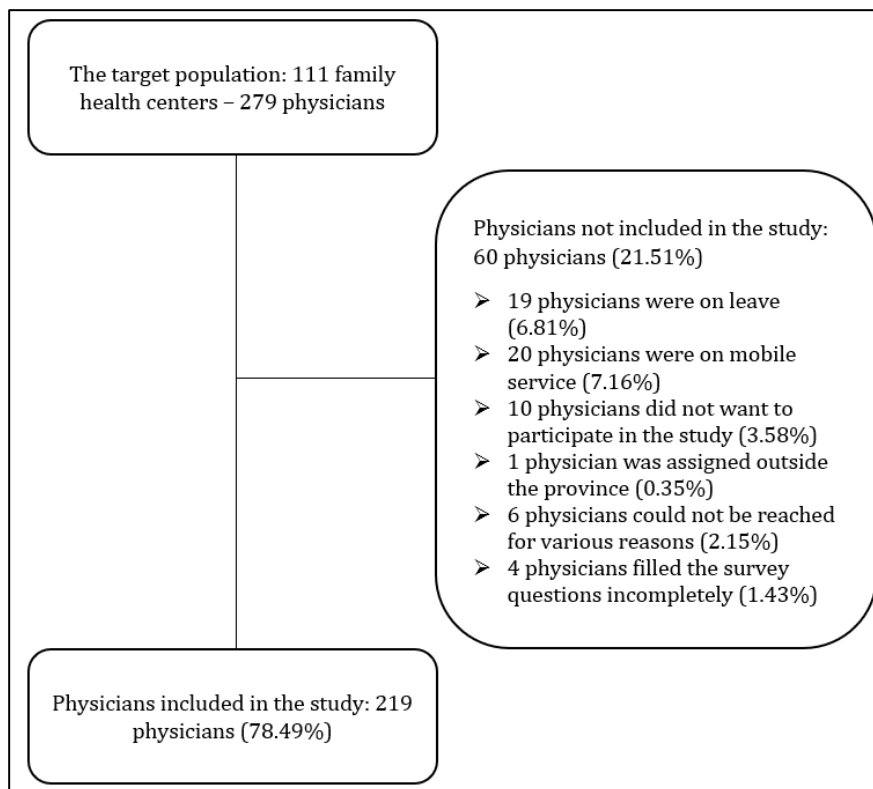 The target population: 111 family
health centers – 279 physicians
Physicians not included in the study:
60 physicians (21.51%)
➢ 19 physicians were on leave
(6.81%)
➢ 20 physicians were on mobile
service (7.16%)
➢ 10 physicians did not want to
participate in the study (3.58%)
➢ 1 physician was assigned outside
the province (0.35%)
➢ 6 physicians could not be reached
for various reasons (2.15%)
➢ 4 physicians filled the survey
questions incompletely (1.43%)
Physicians included in the study: 219
physicians (78.49%)